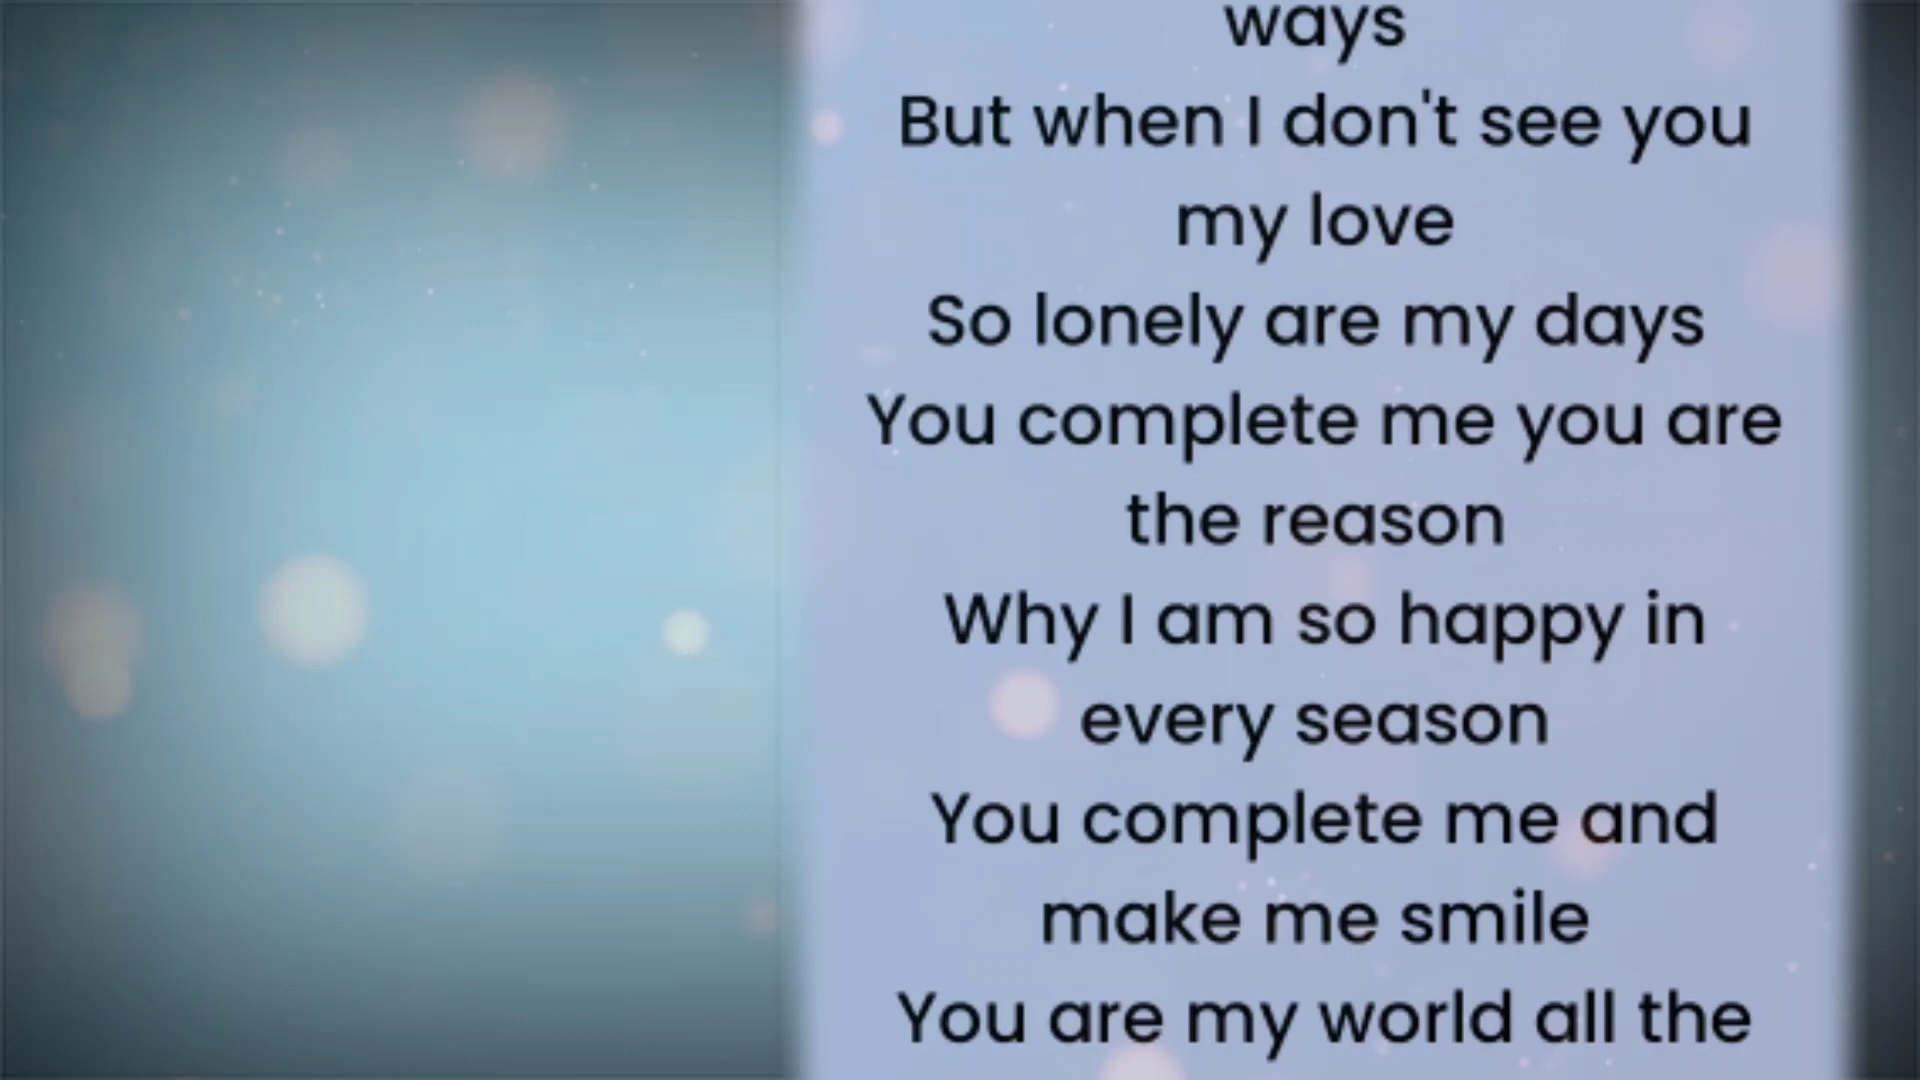 ways
But when I don't see you
my love
So lonely are my days
You complete me you are
the reason
Why I am so happy in
every season
You complete me and
make me smile
You are my world all the